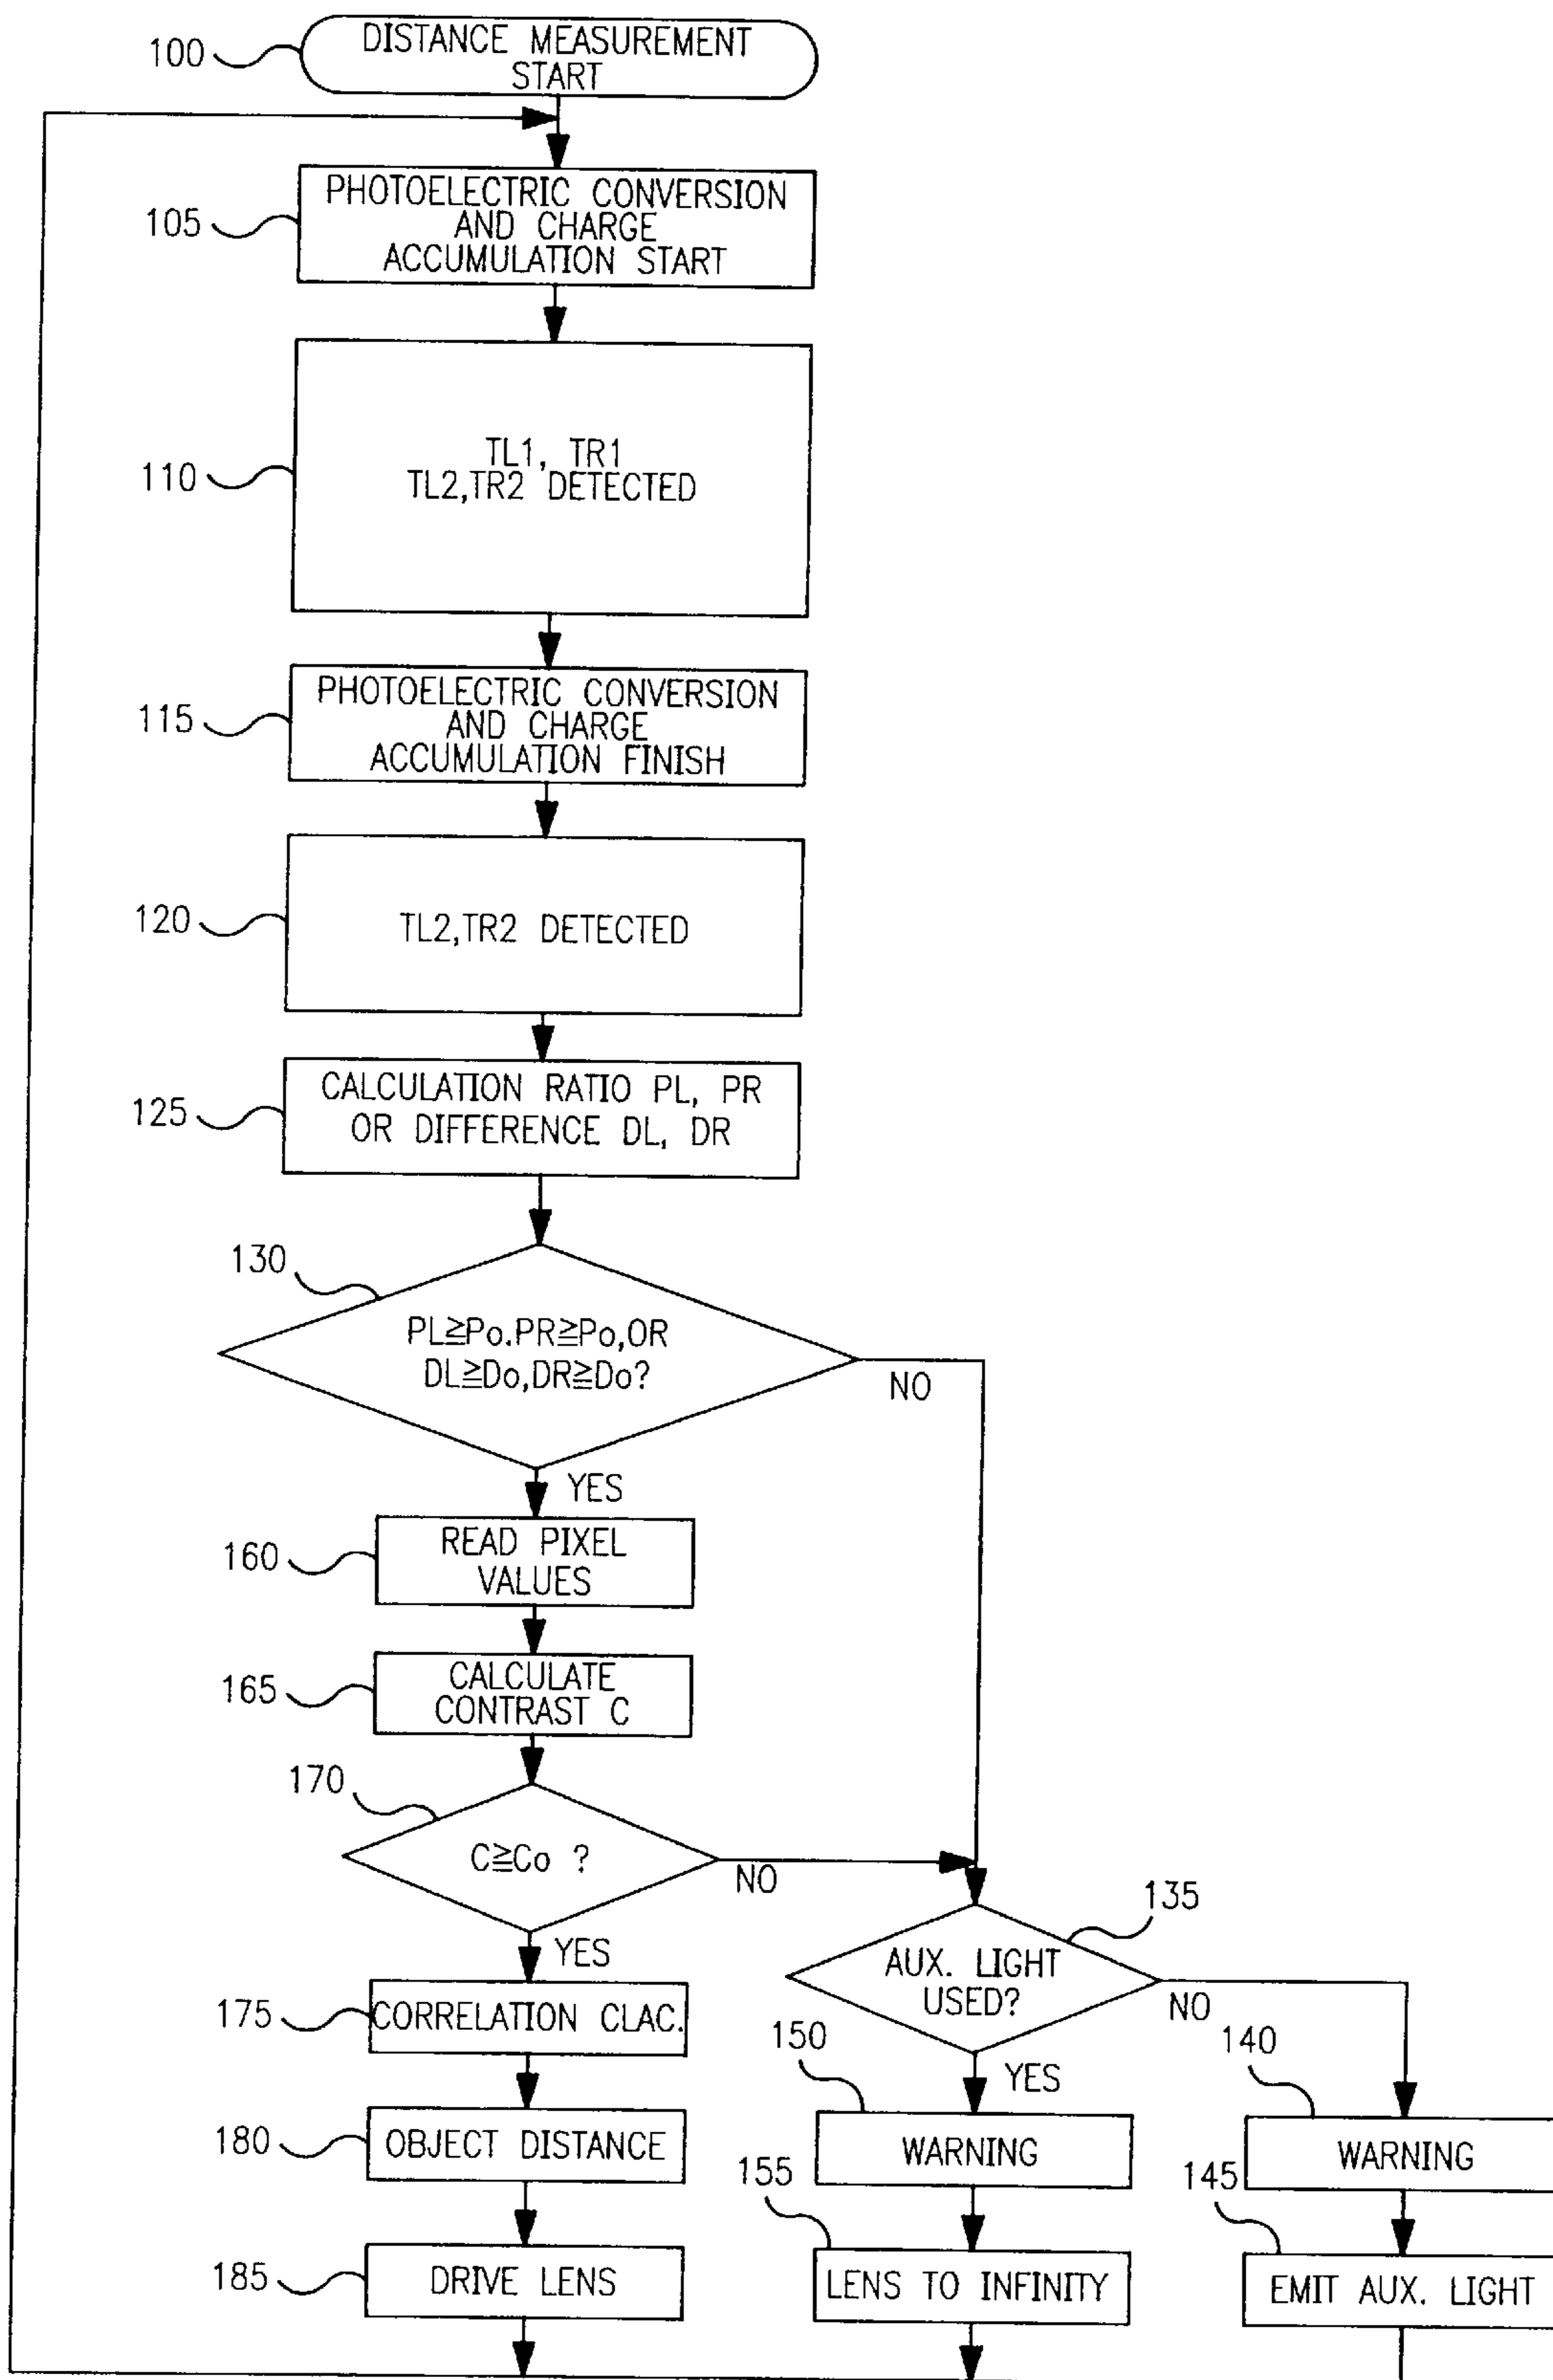 100
DISTANCE MEASUREMENT
START
105
PHOTOELECTRIC CONVERSION
AND CHARGE
ACCUMULATION START
110
TL1, TR1
TL2,TR2 DETECTED
115
PHOTOELECTRIC CONVERSION
AND CHARGE
ACCUMULATION FINISH
120
TL2,TR2 DETECTED
125
CALCULATION RATIO PL, PR
OR DIFFERENCE DL, DR
130
PL≧Po.PR≧Po,OR
DL≧Do,DR≧Do?
NO
YES
160
READ PIXEL
VALUES
165
CALCULATE
CONTRAST C
170
C≧Co ?
NO
YES
135
AUX. LIGHT
USED?
NO
YES
175
CORRELATION CLAC.
150
140
180
OBJECT DISTANCE
WARNING
WARNING
155
145
185
DRIVE LENS
LENS TO INFINITY
EMIT AUX. LIGHT